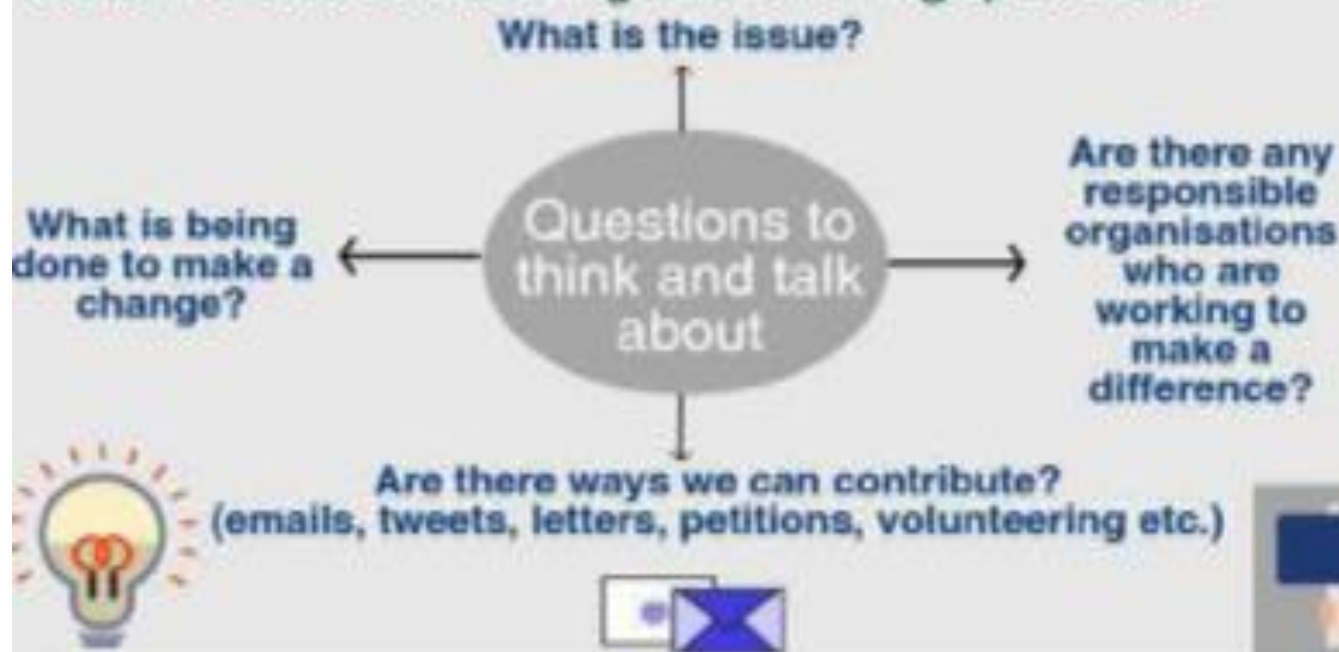 What is the issue?
Questions to
think and talk
about
What is being
done to make a
change?
Are there any
responsible
organisations
who are
working to
make a
difference?
Are there ways we can contribute?
(emails, tweets, letters, petitions, volunteering etc.)
@